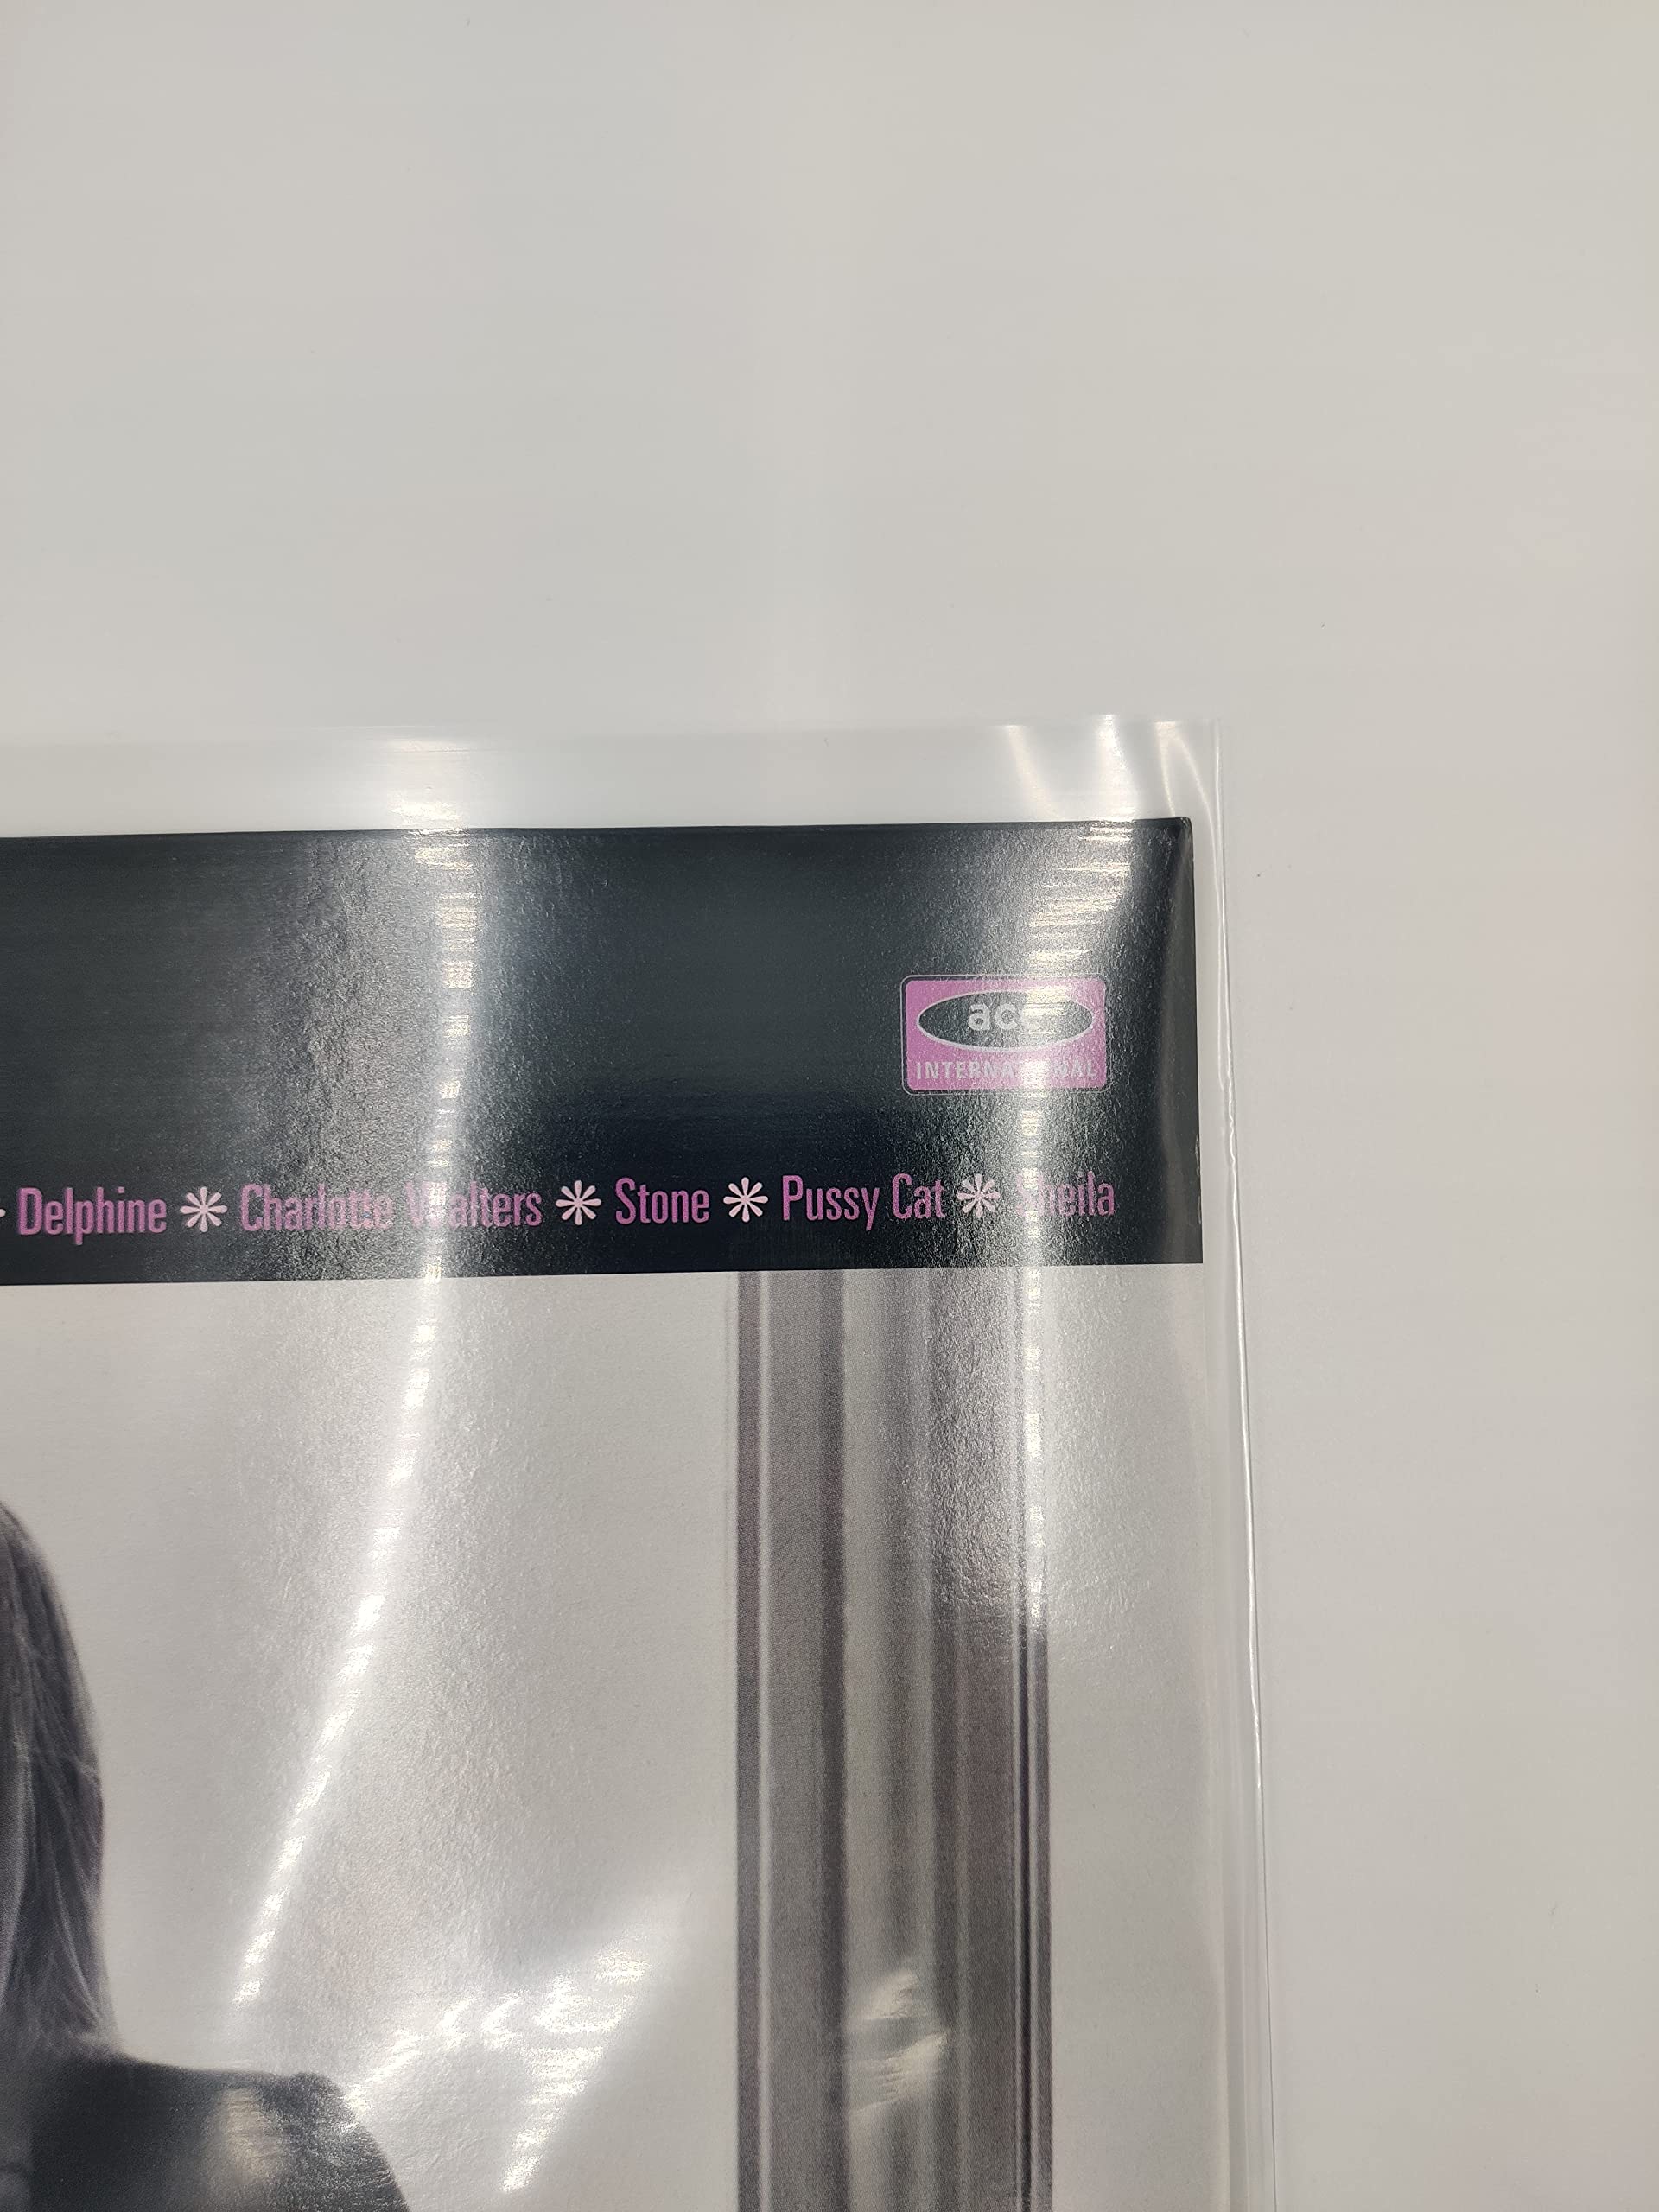 ace
INTERNATIONAL
Delphine * Charlotte Walters * Stone * Pussy Cat * Sheila